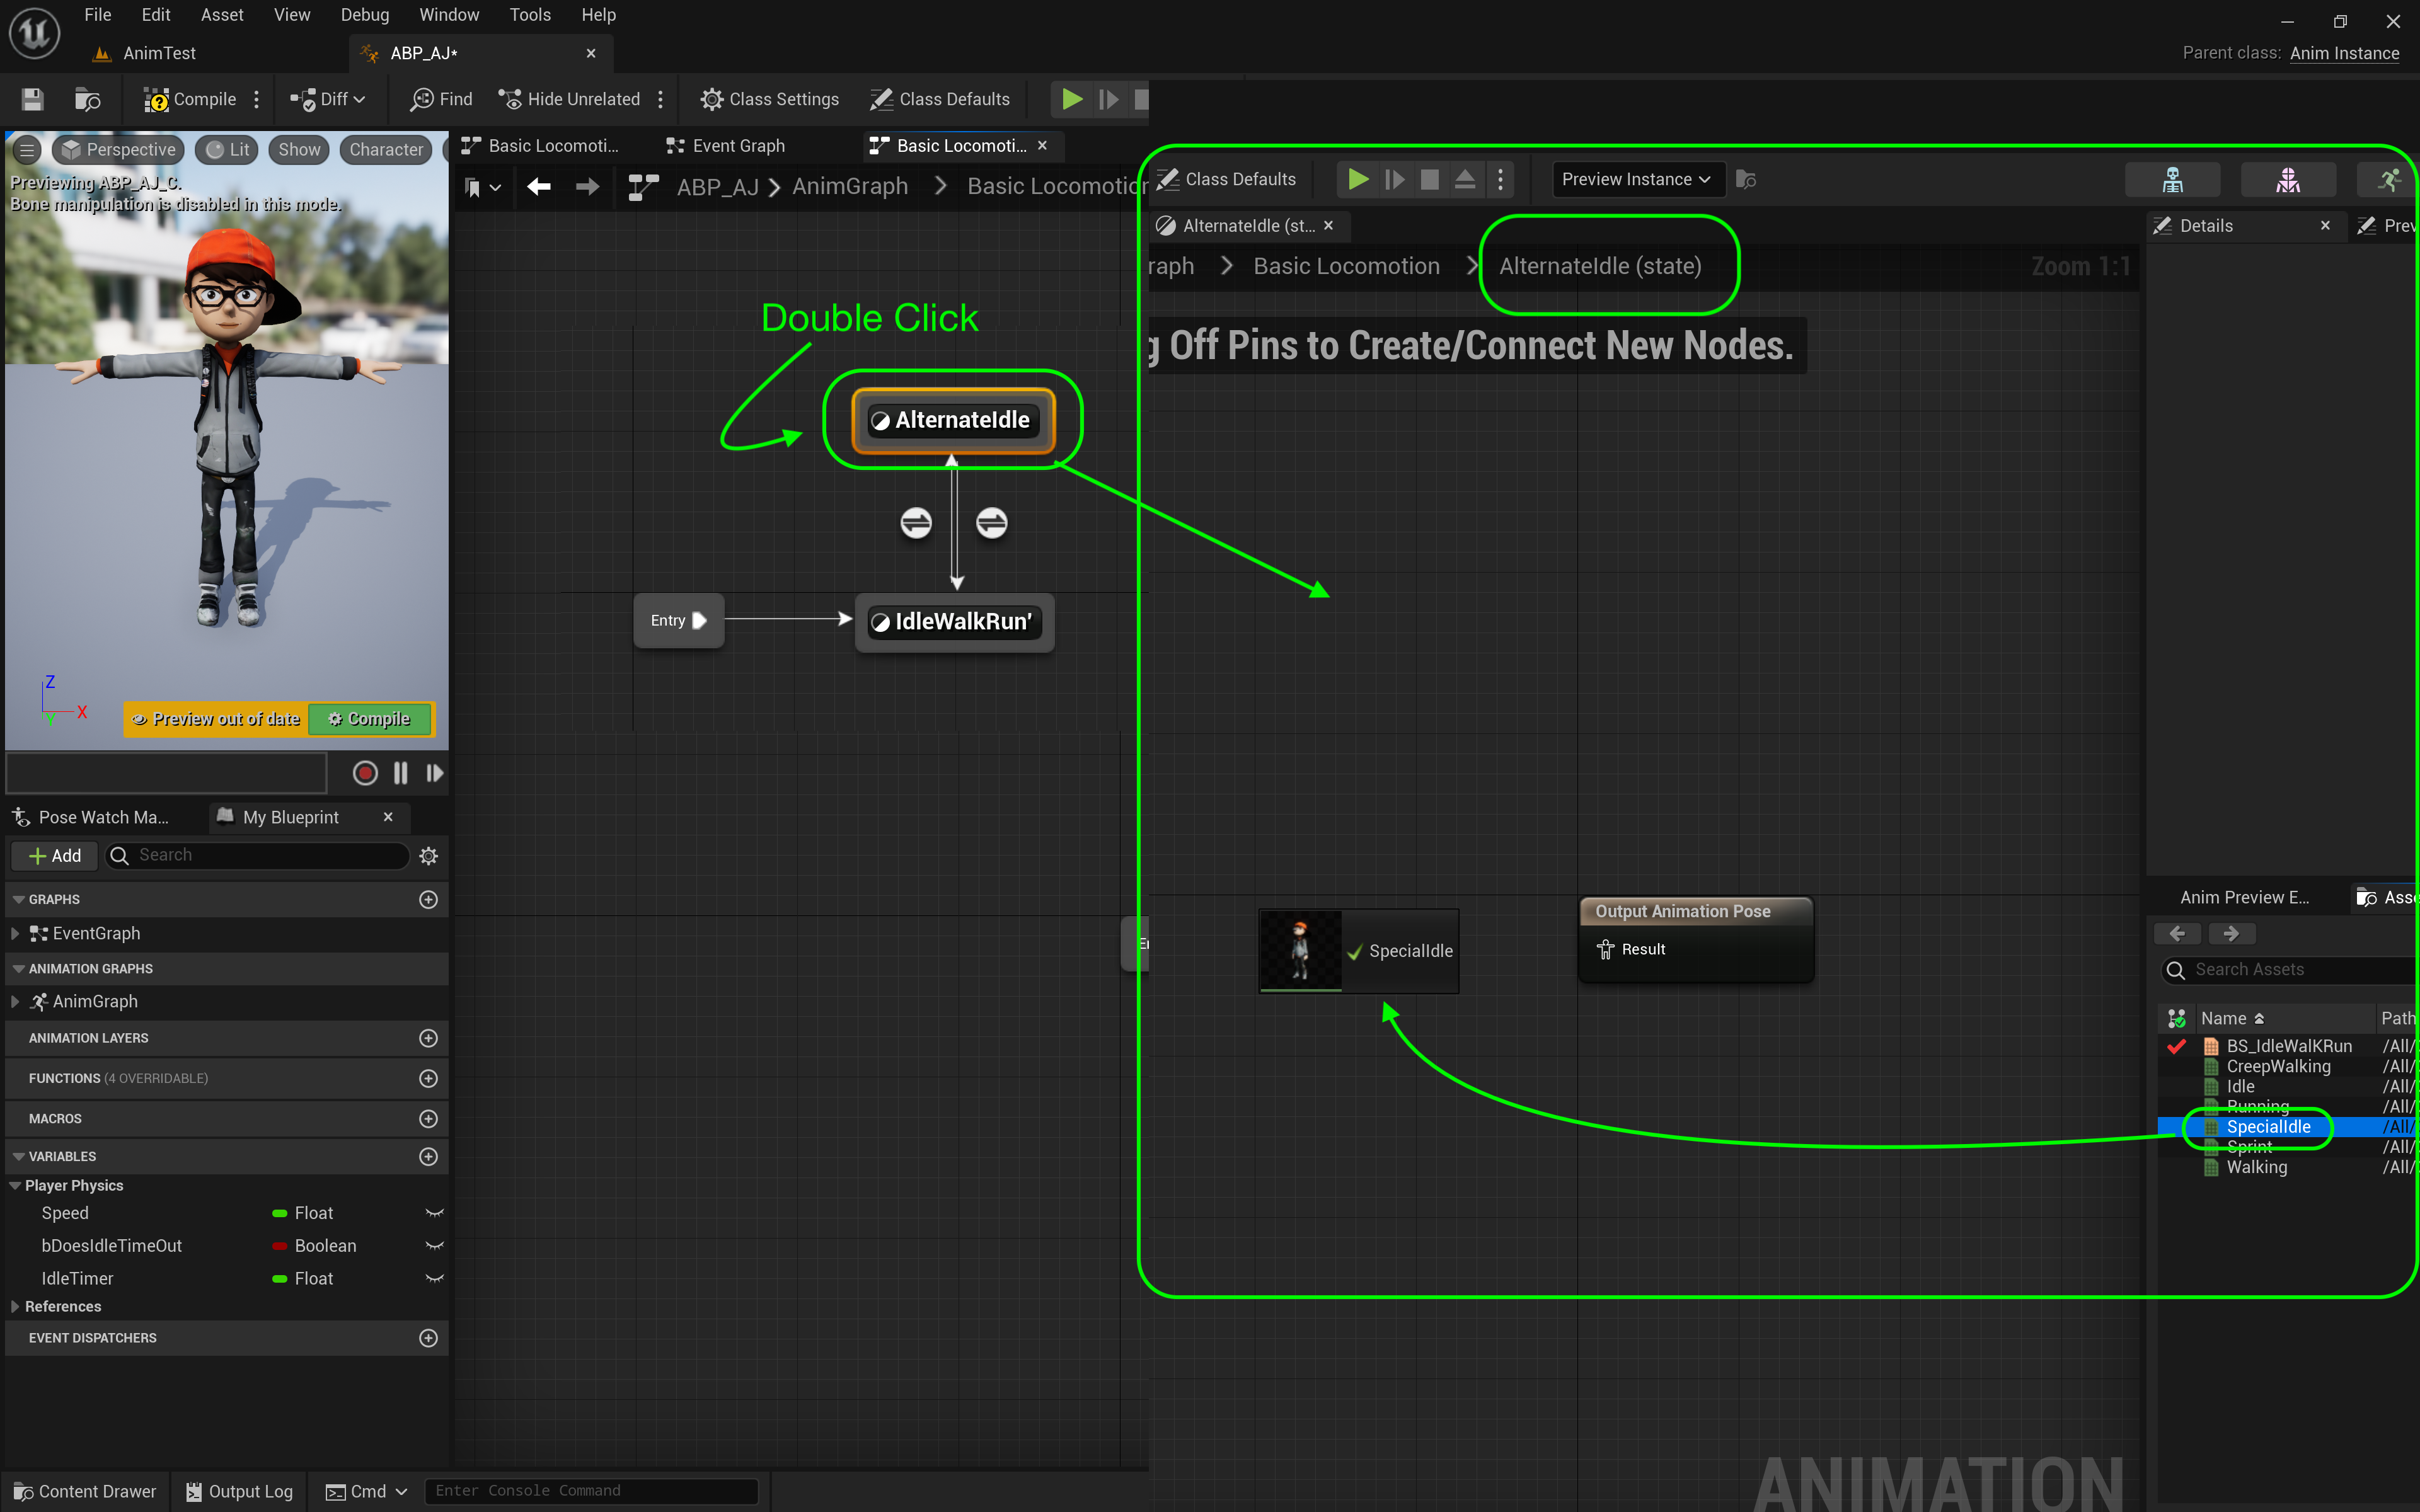 File Edit Asset View Debug Window Tools Help
AnimTest
ABP_AJ*
Parent class: Anim Instance
Compile
Diff
Find
Hide Unrelated
Class Settings
Class Defaults
Perspective
Lit
Show
Character
Previewing ABP_AJ_C.
Bone manipulation is disabled in this mode.
Z
X
Y
Preview out of date
Compile
Basic Locomoti...
Event Graph
Basic Locomoti...
ABP_AJ > AnimGraph > Basic Locomotion
Double Click
AlternateIdle
Entry
IdleWalkRun'
Pose Watch Ma...
My Blueprint
Add
Search
GRAPHS
EventGraph
ANIMATION GRAPHS
AnimGraph
ANIMATION LAYERS
FUNCTIONS (4 OVERRIDABLE)
MACROS
VARIABLES
Player Physics
Speed Float
bDoesIdleTimeOut Boolean
IdleTimer Float
References
EVENT DISPATCHERS
Class Defaults
Preview Instance
AlternateIdle (st...
raph > Basic Locomotion > AlternateIdle (state)
Zoom 1:1
g Off Pins to Create/Connect New Nodes.
SpecialIdle
Output Animation Pose
Result
Details
Prev
Anim Preview E...
Asse
Search Assets
Name Path
BS_IdleWalKRun /All/
CreepWalking /All/
Idle /All/
Running /All/
SpecialIdle /All/
Sprint /All/
Walking /All/
ANIMATION
Content Drawer
Output Log
Cmd
Enter Console Command